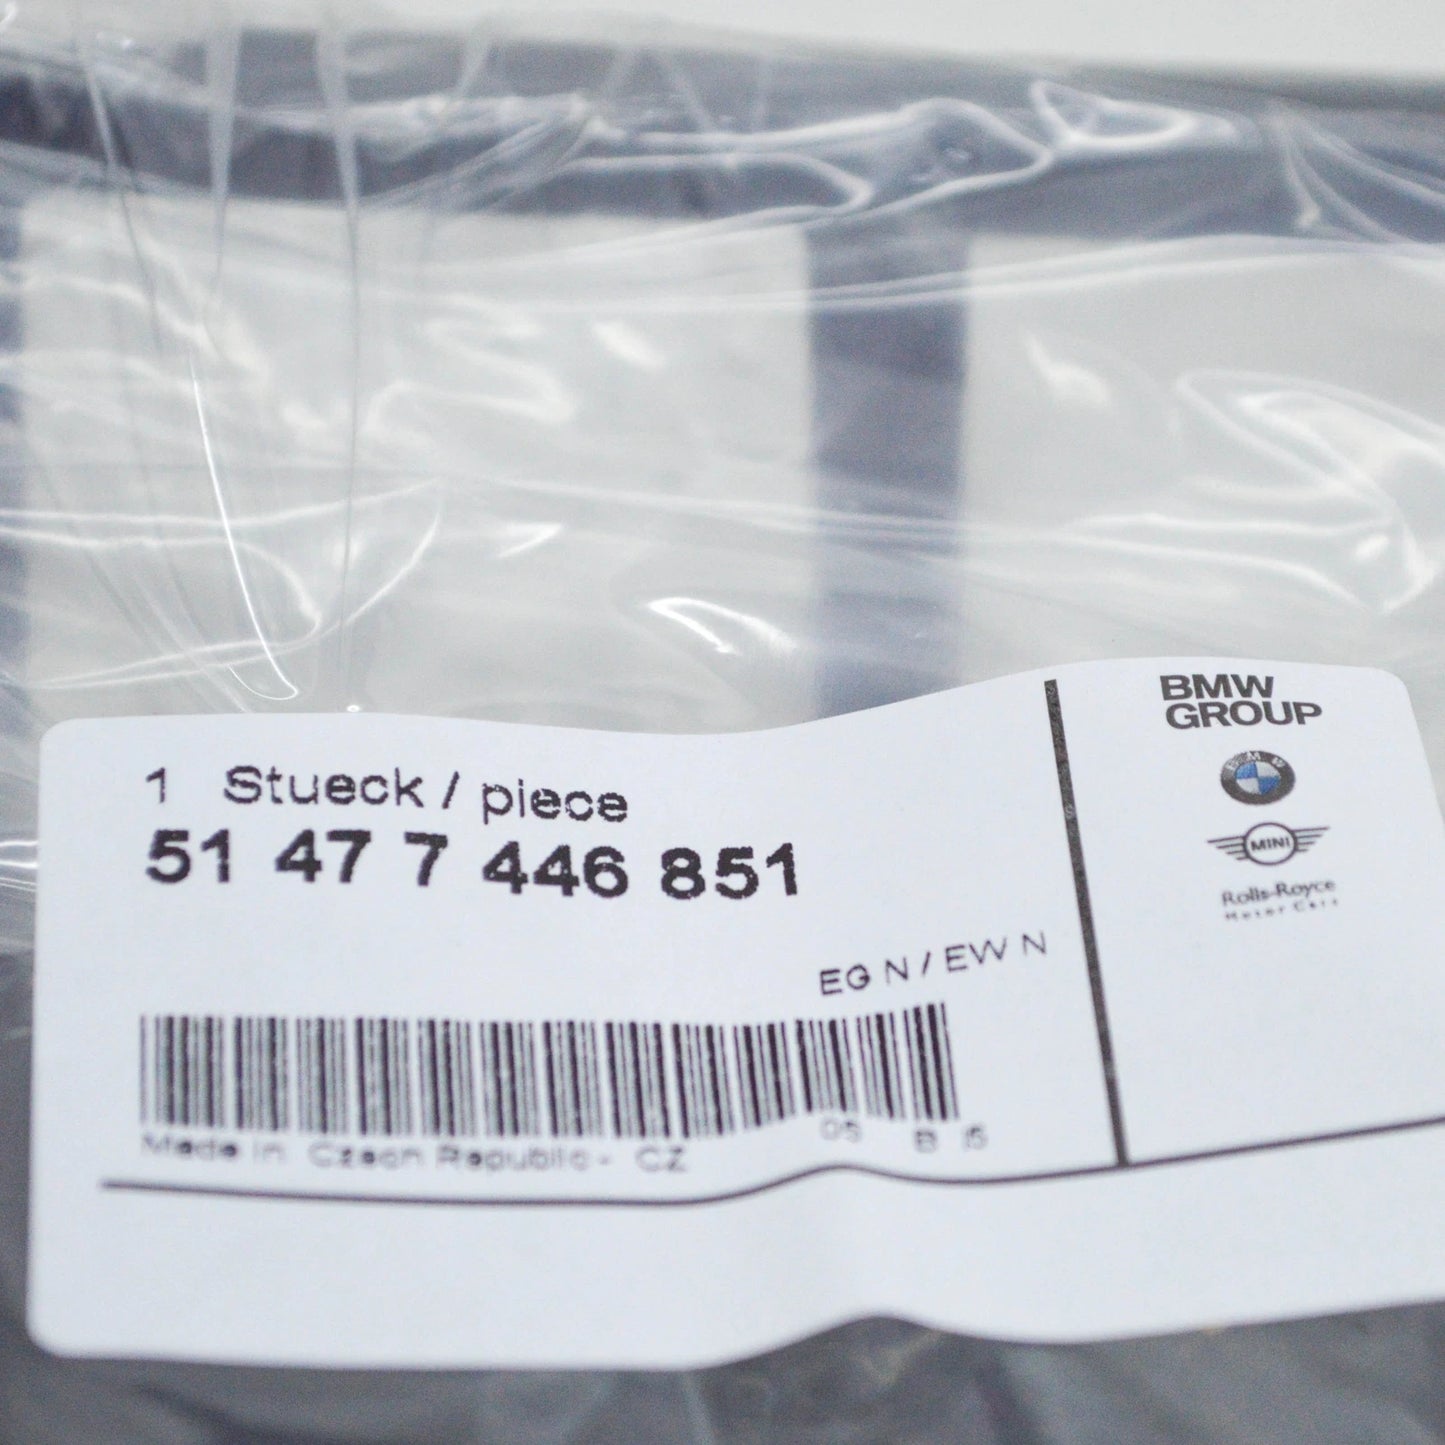 1 Stueck / piece
51 47 7 446 851
EG N / EW N
Made in Czech Republic - CZ
05 B
BMW
GROUP
BMW
MINI
Rolls-Royce
Motor Cars